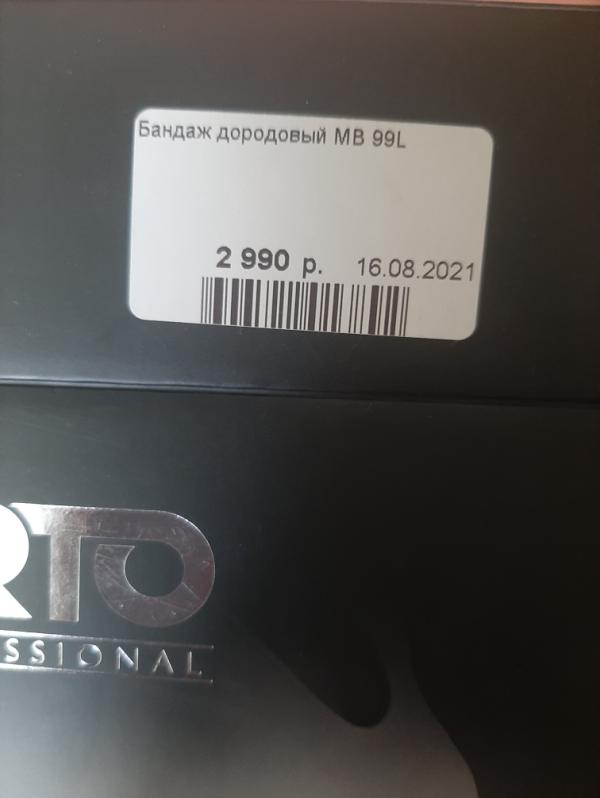 Бандаж дородовый MB 99L
2 990 р. 16.08.2021
RTO
SSIONAL